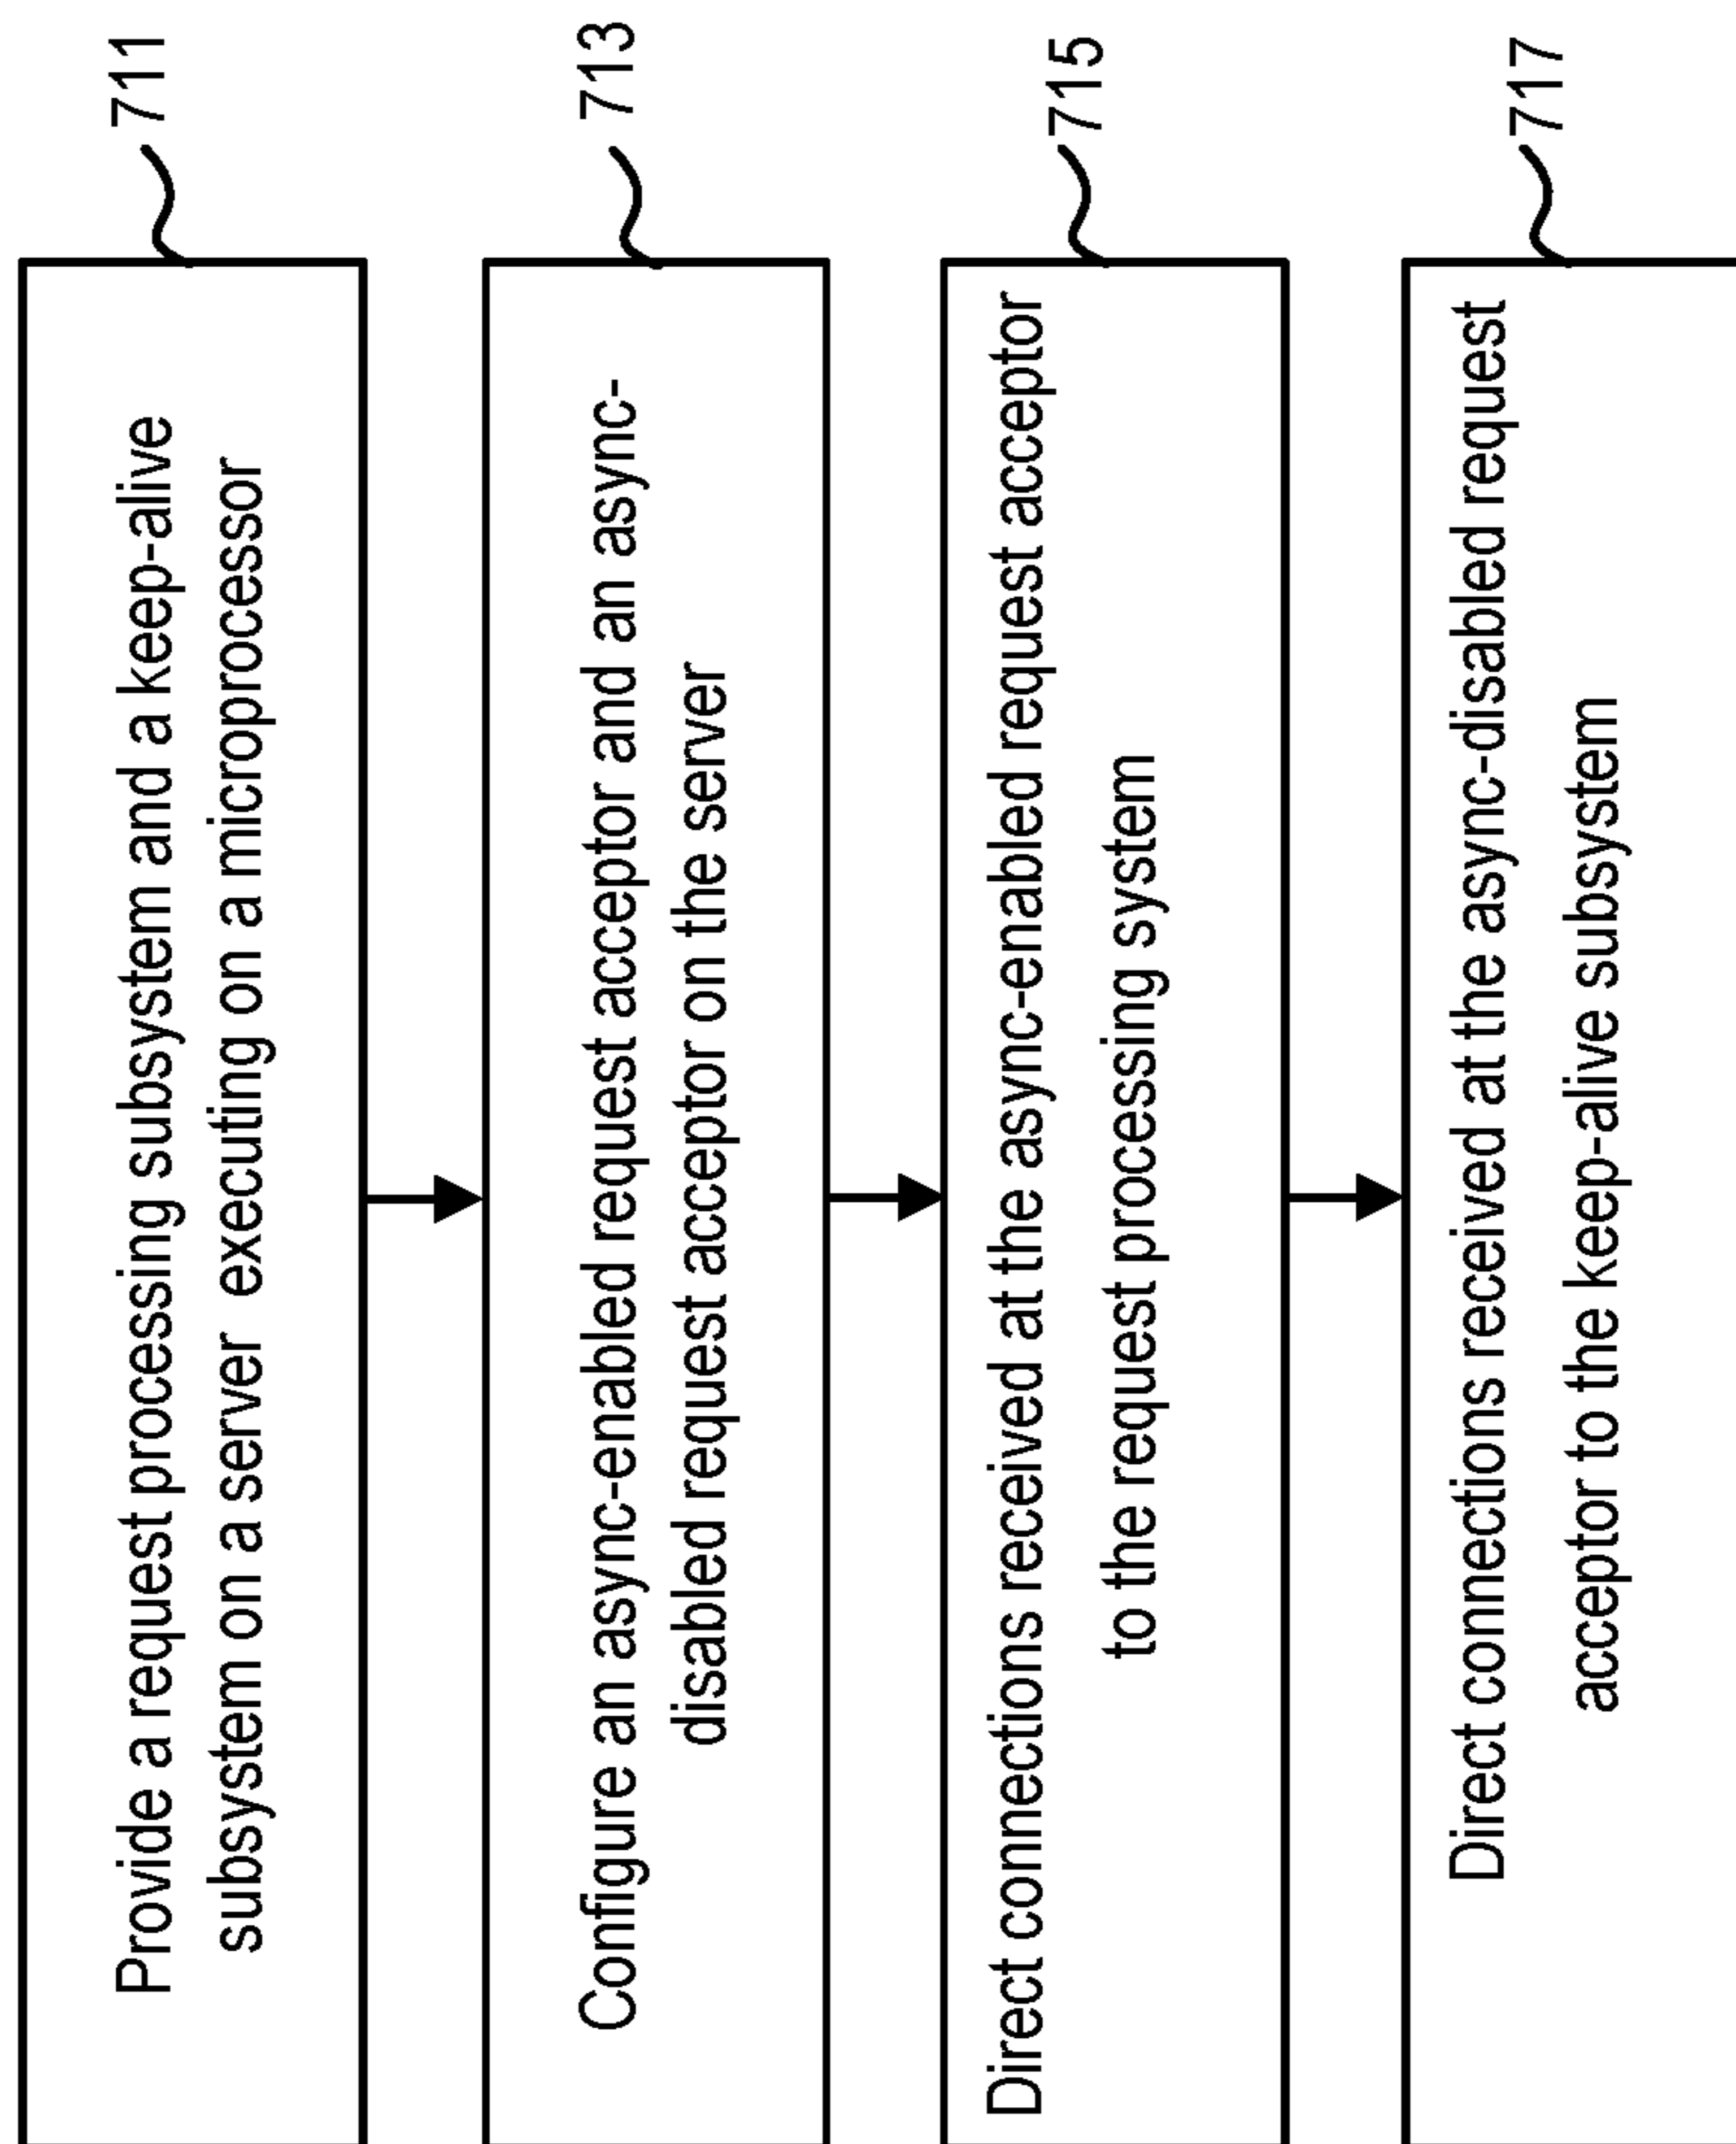 711
Provide a request processing subsystem and a keep-alive
subsystem on a server executing on a microprocessor
713
Configure an async-enabled request acceptor and an async-
disabled request acceptor on the server
715
Direct connections received at the async-enabled request acceptor
to the request processing system
717
Direct connections received at the async-disabled request
acceptor to the keep-alive subsystem